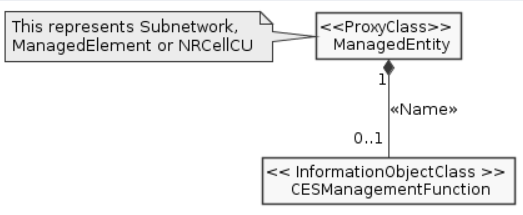 This represents Subnetwork,
ManagedElement or NRCellCU
<<ProxyClass>>
ManagedEntity
1
«Name»
0..1
<< InformationObjectClass >>
CESManagementFunction